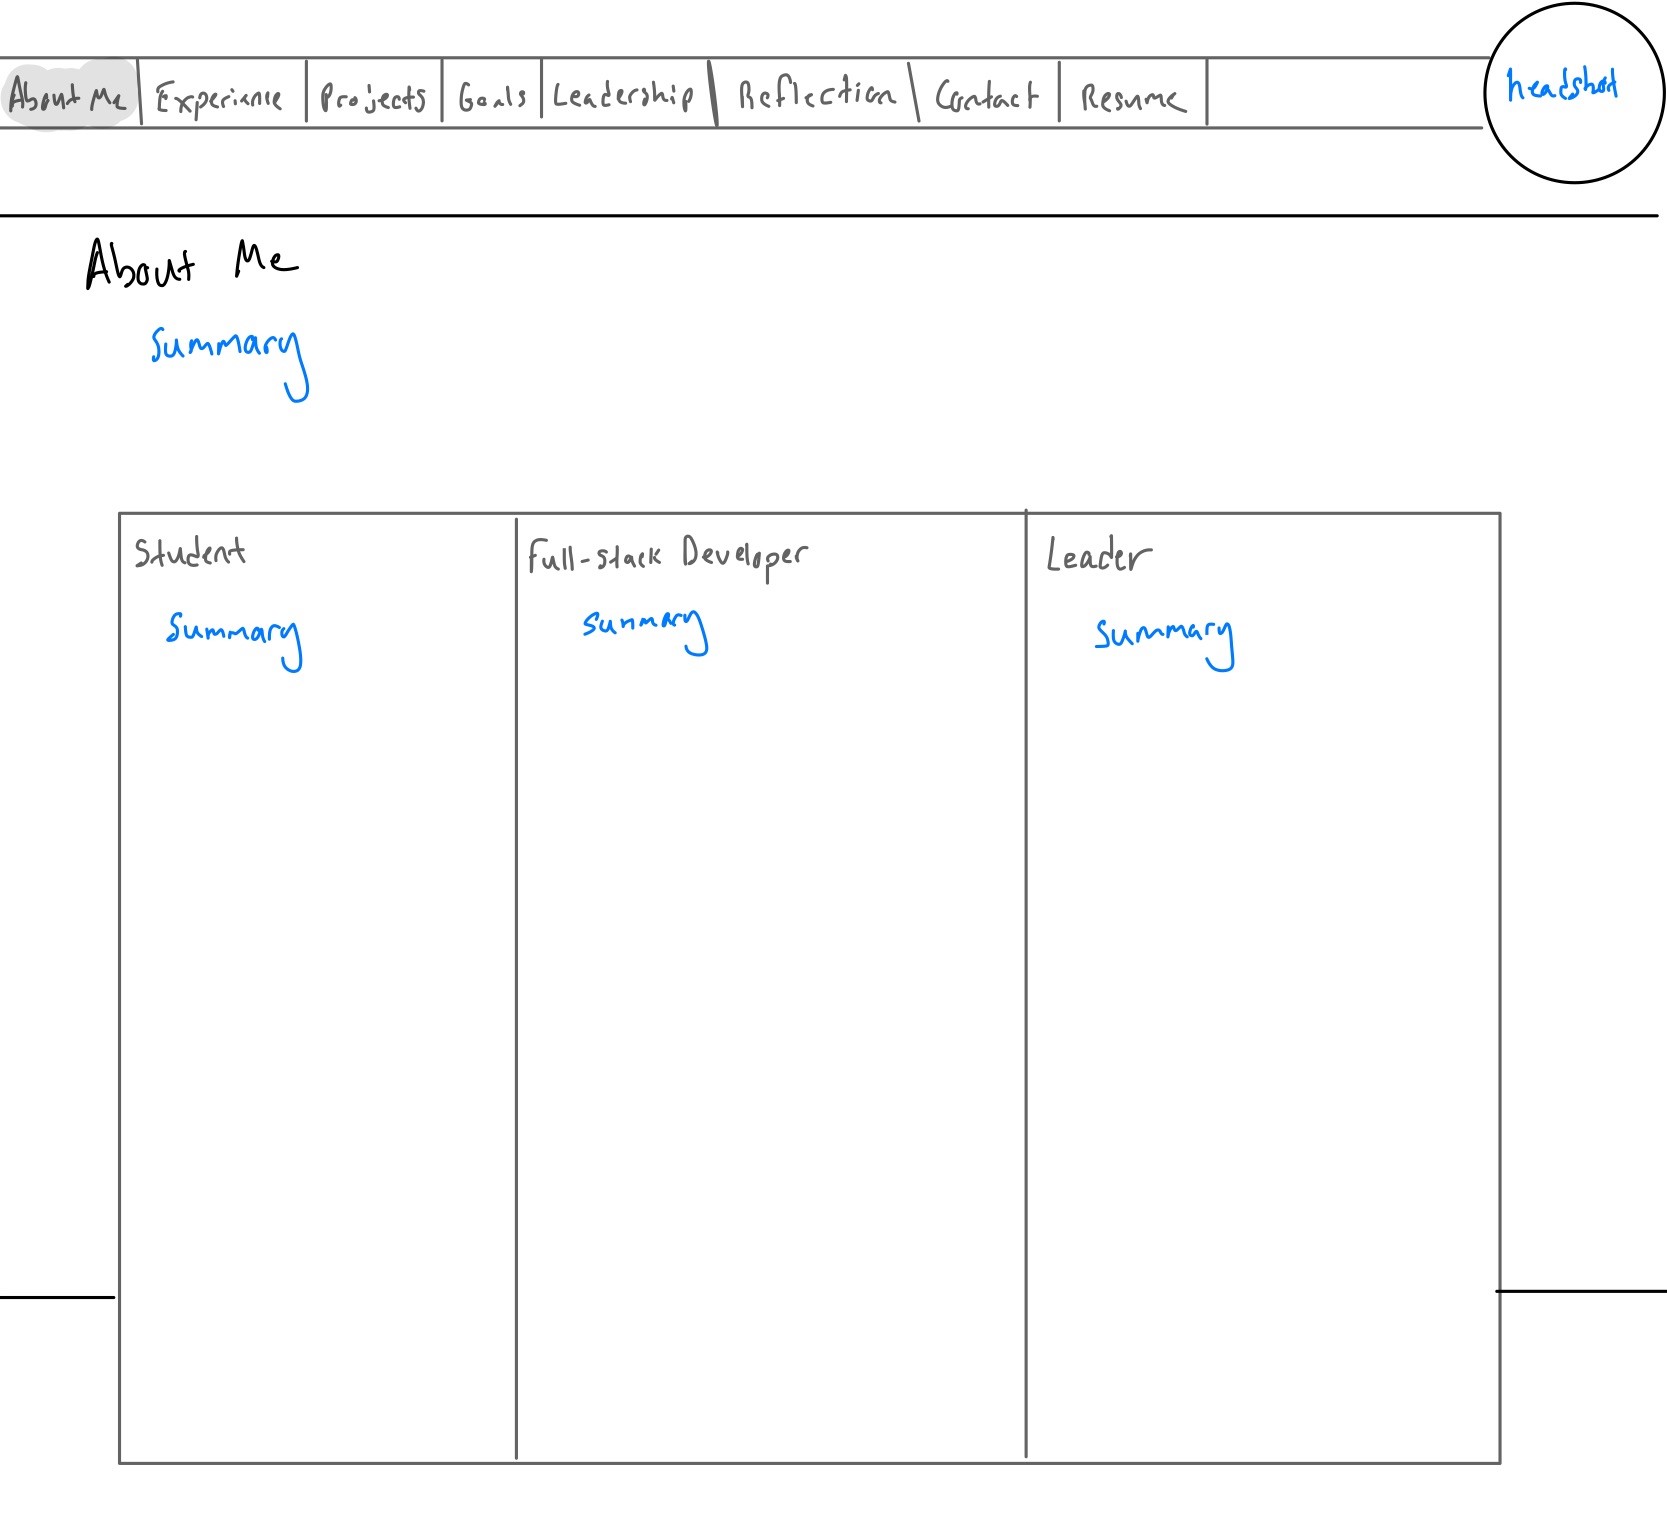 About Me Experience Projects Goals Leadership Reflection Contact Resume headshot
About Me
Summary
Student Full-stack Developer Leader
Summary Summary Summary